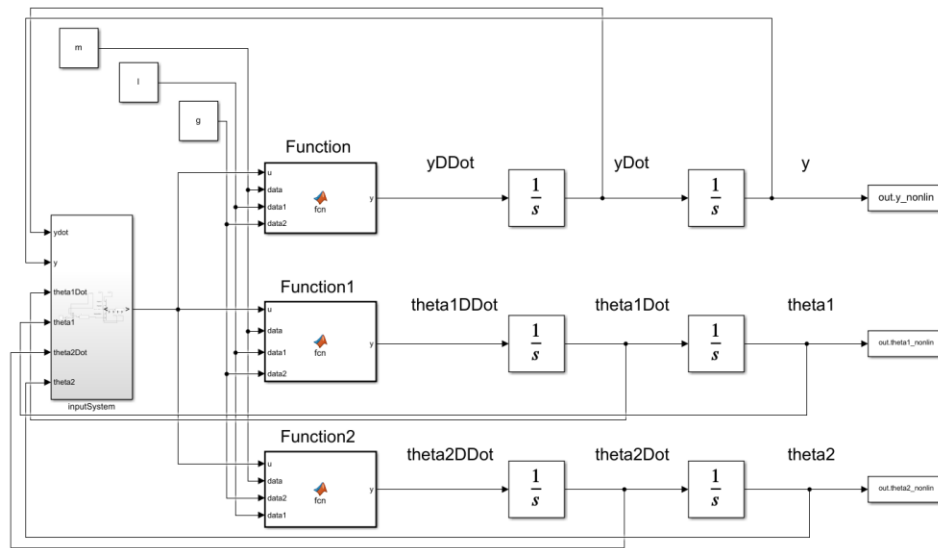 m
l
g
Function
u
data
data1
data2
fcn
y
yDDot
1
s
yDot
1
s
y
out.y_nonlin
ydot
y
theta1Dot
theta1
theta2Dot
theta2
<. . . .>
inputSystem
Function1
u
data
data1
data2
fcn
y
theta1DDot
1
s
theta1Dot
1
s
theta1
out.theta1_nonlin
Function2
u
data
data2
data1
fcn
y
theta2DDot
1
s
theta2Dot
1
s
theta2
out.theta2_nonlin